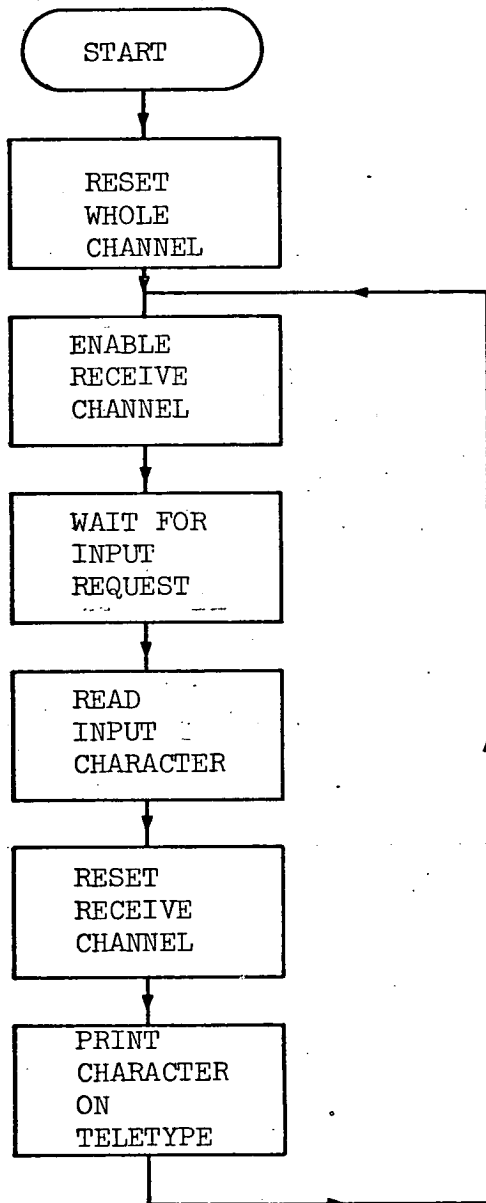 START
RESET
WHOLE
CHANNEL
ENABLE
RECEIVE
CHANNEL
WAIT FOR
INPUT
REQUEST
READ
INPUT
CHARACTER
RESET
RECEIVE
CHANNEL
PRINT
CHARACTER
ON
TELETYPE